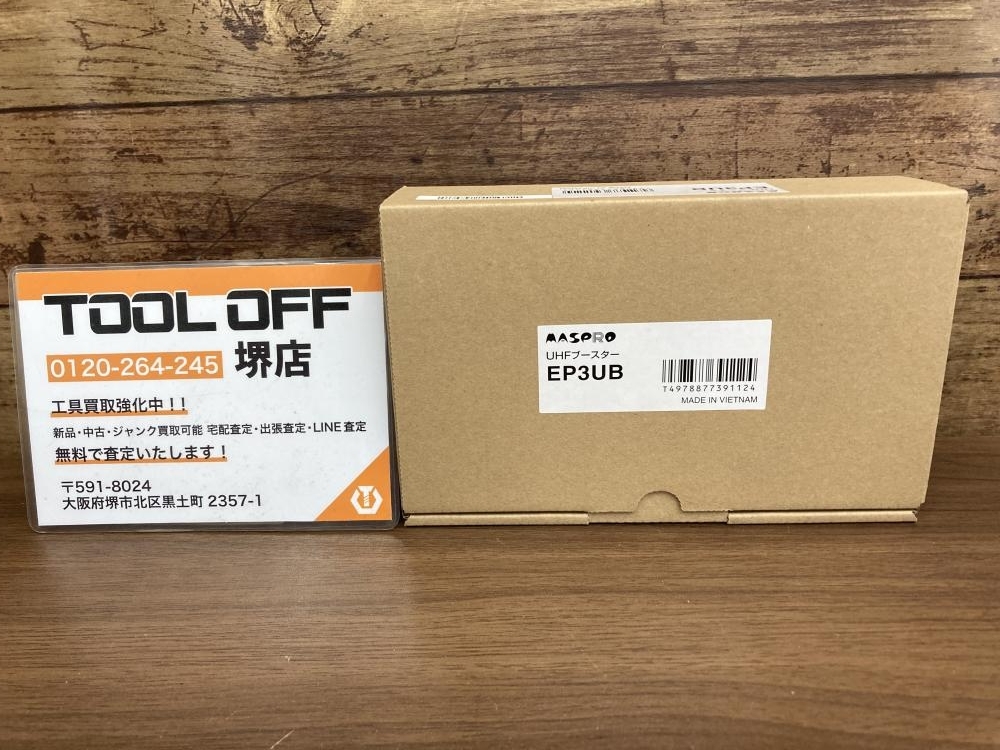 TOOL OFF
0120-264-245 堺店
工具買取強化中！！
新品・中古・ジャンク買取可能 宅配査定・出張査定・LINE査定
無料で査定いたします！
〒591-8024
大阪府堺市北区黒土町 2357-1
MASPRO
UHFブースター
EP3UB
T4978877391124
MADE IN VIETNAM